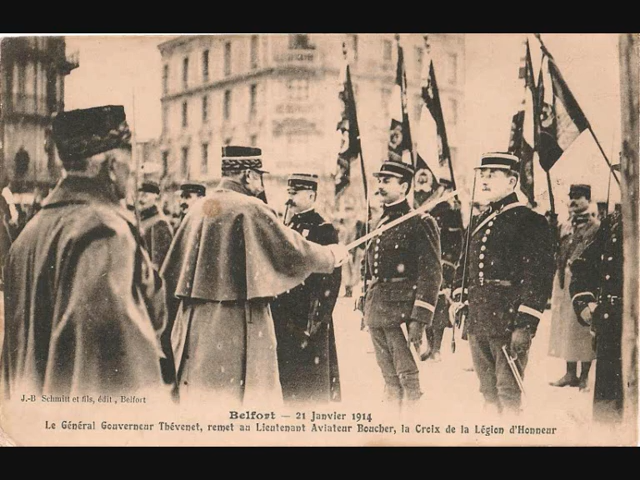 J.-B Schmitt et fils, édit, Belfort
Belfort — 21 Janvier 1914
Le Général Gouverneur Thévenet, remet au Lieutenant Aviateur Boucher, la Croix de la Légion d'Honneur